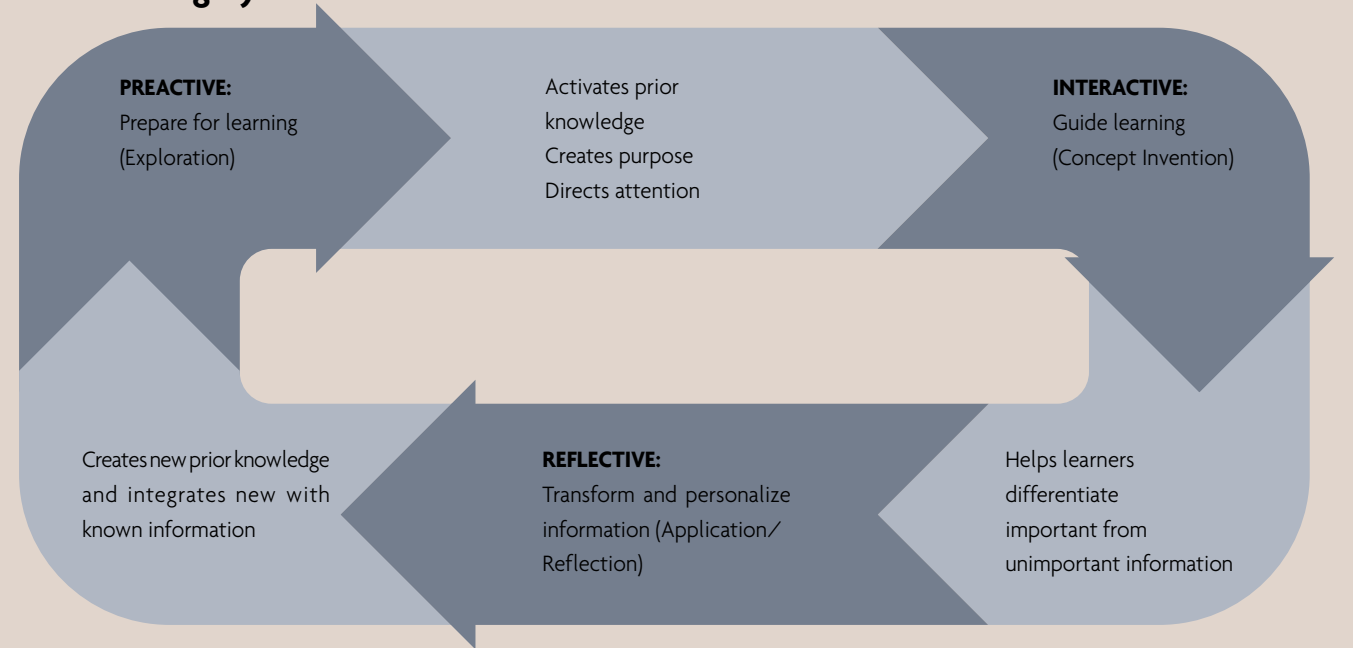 PREACTIVE:
Prepare for learning
(Exploration)
Activates prior
knowledge
Creates purpose
Directs attention
INTERACTIVE:
Guide learning
(Concept Invention)
Helps learners
differentiate
important from
unimportant information
REFLECTIVE:
Transform and personalize
information (Application/
Reflection)
Creates new prior knowledge
and integrates new with
known information